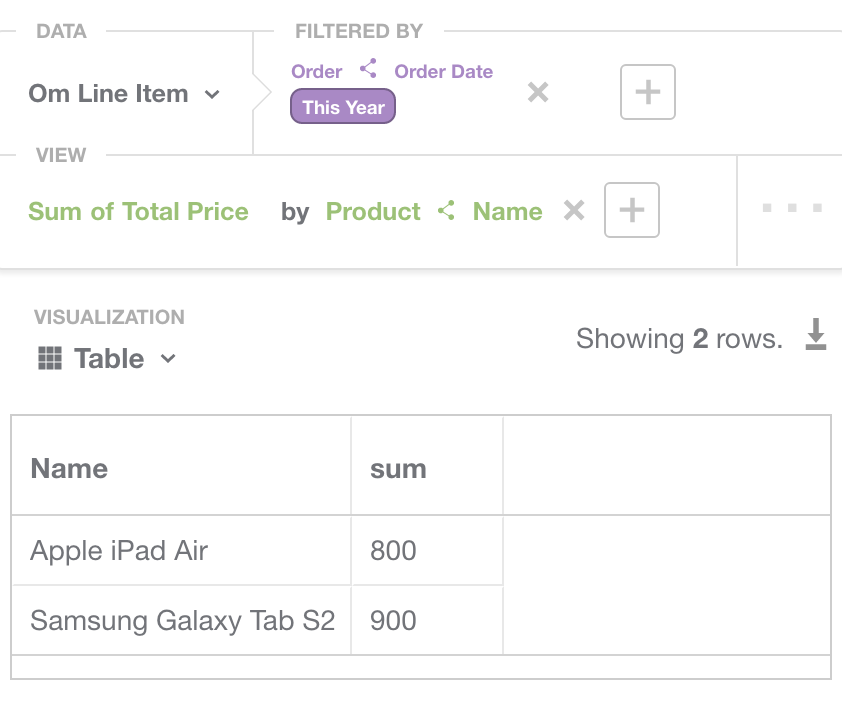 DATA
FILTERED BY
Order Order Date
Om Line Item
This Year
VIEW
Sum of Total Price by Product Name
VISUALIZATION
Showing 2 rows.
Table
Name sum
Apple iPad Air 800
Samsung Galaxy Tab S2 900